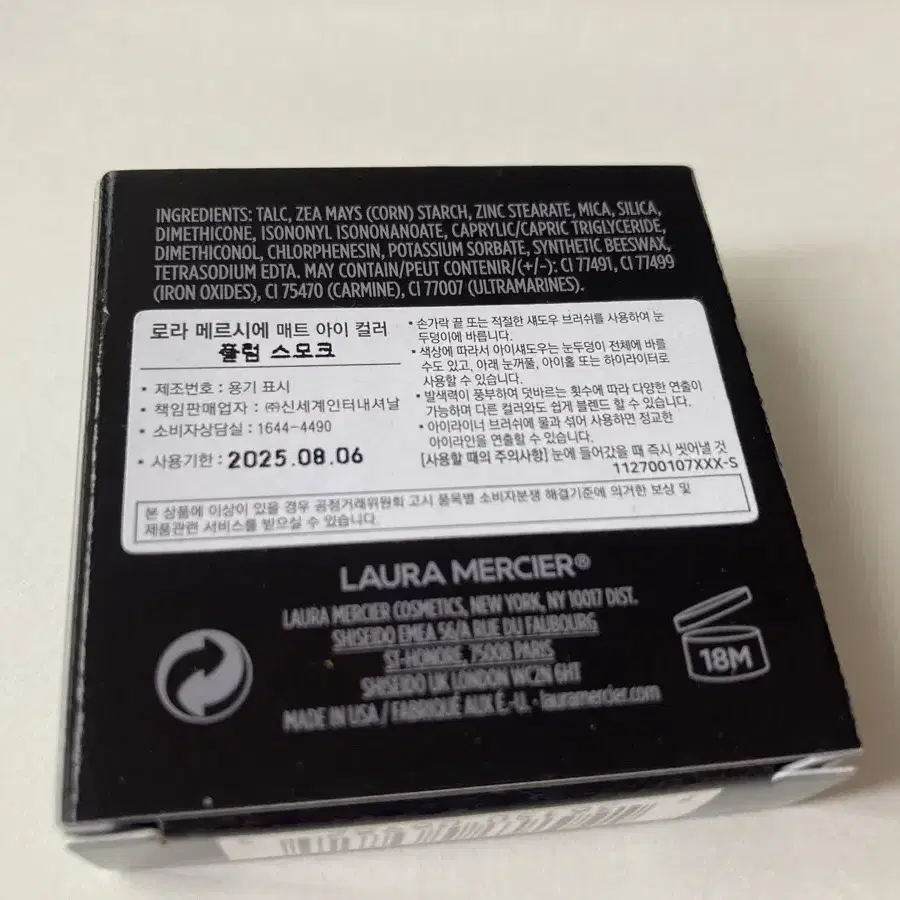 INGREDIENTS: TALC, ZEA MAYS (CORN) STARCH, ZINC STEARATE, MICA, SILICA,
DIMETHICONE, ISONONYL ISONONANOATE, CAPRYLIC/CAPRIC TRIGLYCERIDE,
DIMETHICONOL, CHLORPHENESIN, POTASSIUM SORBATE, SYNTHETIC BEESWAX,
TETRASODIUM EDTA. MAY CONTAIN/PEUT CONTENIR/(+/-): CI 77491, CI 77499
(IRON OXIDES), CI 75470 (CARMINE), CI 77007 (ULTRAMARINES).
로라 메르시에 매트 아이 컬러
플럼 스모크
• 제조번호 : 용기 표시
• 책임판매업자 : ㈜신세계인터내셔날
• 소비자상담실 : 1644-4490
• 사용기한 : 2025.08.06
• 손가락 끝 또는 적절한 섀도우 브러쉬를 사용하여 눈
두덩이에 바릅니다.
• 색상에 따라서 아이섀도우는 눈두덩이 전체에 바를
수도 있고, 아래 눈꺼풀, 아이홀 또는 하이라이터로
사용할 수 있습니다.
• 발색력이 풍부하여 덧바르는 횟수에 따라 다양한 연출이
가능하며 다른 컬러와도 쉽게 블렌드 할 수 있습니다.
• 아이라이너 브러쉬에 물과 섞어 사용하면 정교한
아이라인을 연출할 수 있습니다.
[사용할 때의 주의사항] 눈에 들어갔을 때 즉시 씻어낼 것
112700107XXX-S
본 상품에 이상이 있을 경우 공정거래위원회 고시 품목별 소비자분쟁 해결기준에 의거한 보상 및
제품관련 서비스를 받으실 수 있습니다.
LAURA MERCIER®
LAURA MERCIER COSMETICS, NEW YORK, NY 10017 DIST.
SHISEIDO EMEA 56/A RUE DU FAUBOURG
ST-HONORE, 75008 PARIS
SHISEIDO UK LONDON WC2N 6HT
MADE IN USA / FABRIQUÉ AUX É.-U. · lauramercier.com
18M